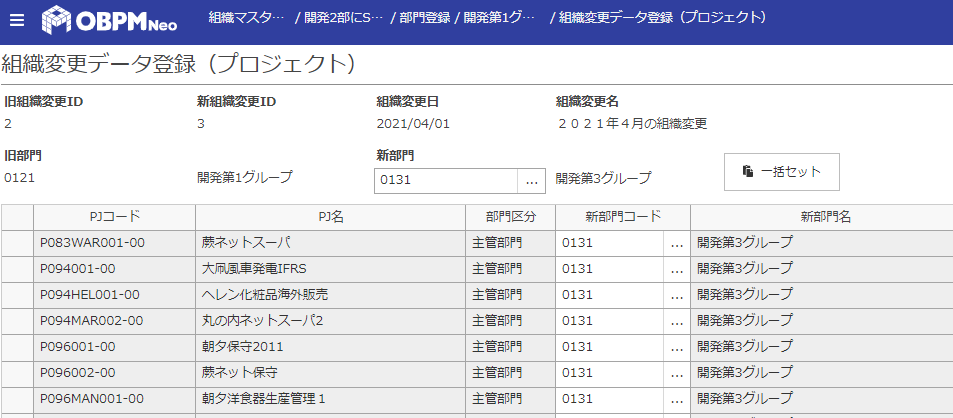 OBPM Neo 組織マスタ… / 開発2部にS… / 部門登録 / 開発第1グ… / 組織変更データ登録（プロジェクト）
組織変更データ登録（プロジェクト）
旧組織変更ID 新組織変更ID 組織変更日 組織変更名
2 3 2021/04/01 ２０２１年４月の組織変更
旧部門 新部門
0121 開発第1グループ 0131 ... 開発第3グループ 一括セット
PJコード PJ名 部門区分 新部門コード 新部門名
P083WAR001-00 蕨ネットスーパ 主管部門 0131 ... 開発第3グループ
P094001-00 大凧風車発電IFRS 主管部門 0131 ... 開発第3グループ
P094HEL001-00 ヘレン化粧品海外販売 主管部門 0131 ... 開発第3グループ
P094MAR002-00 丸の内ネットスーパ2 主管部門 0131 ... 開発第3グループ
P096001-00 朝夕保守2011 主管部門 0131 ... 開発第3グループ
P096002-00 蕨ネット保守 主管部門 0131 ... 開発第3グループ
P096MAN001-00 朝夕洋食器生産管理１ 主管部門 0131 ... 開発第3グループ